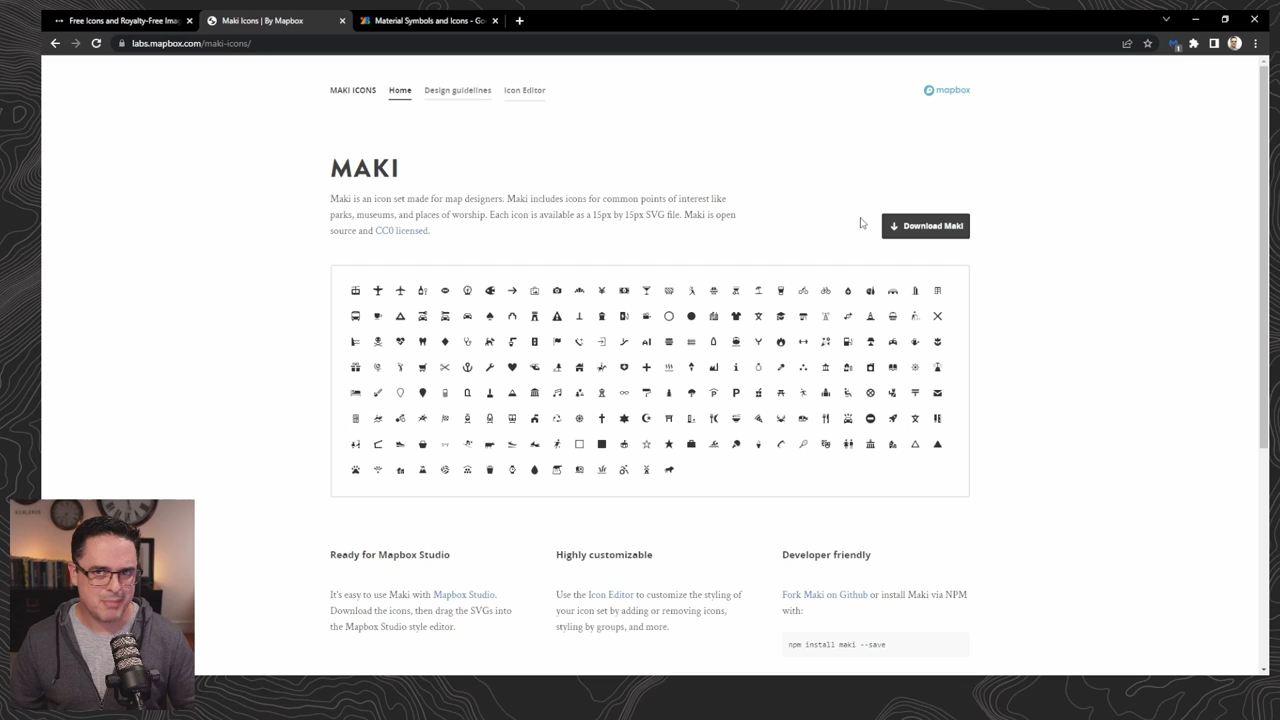 Free Icons and Royalty-Free Imag
Maki Icons | By Mapbox
Material Symbols and Icons - Go
labs.mapbox.com/maki-icons/
MAKI ICONS Home Design guidelines Icon Editor
mapbox
MAKI
Maki is an icon set made for map designers. Maki includes icons for common points of interest like
parks, museums, and places of worship. Each icon is available as a 15px by 15px SVG file. Maki is open
source and CC0 licensed.
Download Maki
Ready for Mapbox Studio
It's easy to use Maki with Mapbox Studio.
Download the icons, then drag the SVGs into
the Mapbox Studio style editor.
Highly customizable
Use the Icon Editor to customize the styling of
your icon set by adding or removing icons,
styling by groups, and more.
Developer friendly
Fork Maki on Github or install Maki via NPM
with:
npm install maki --save